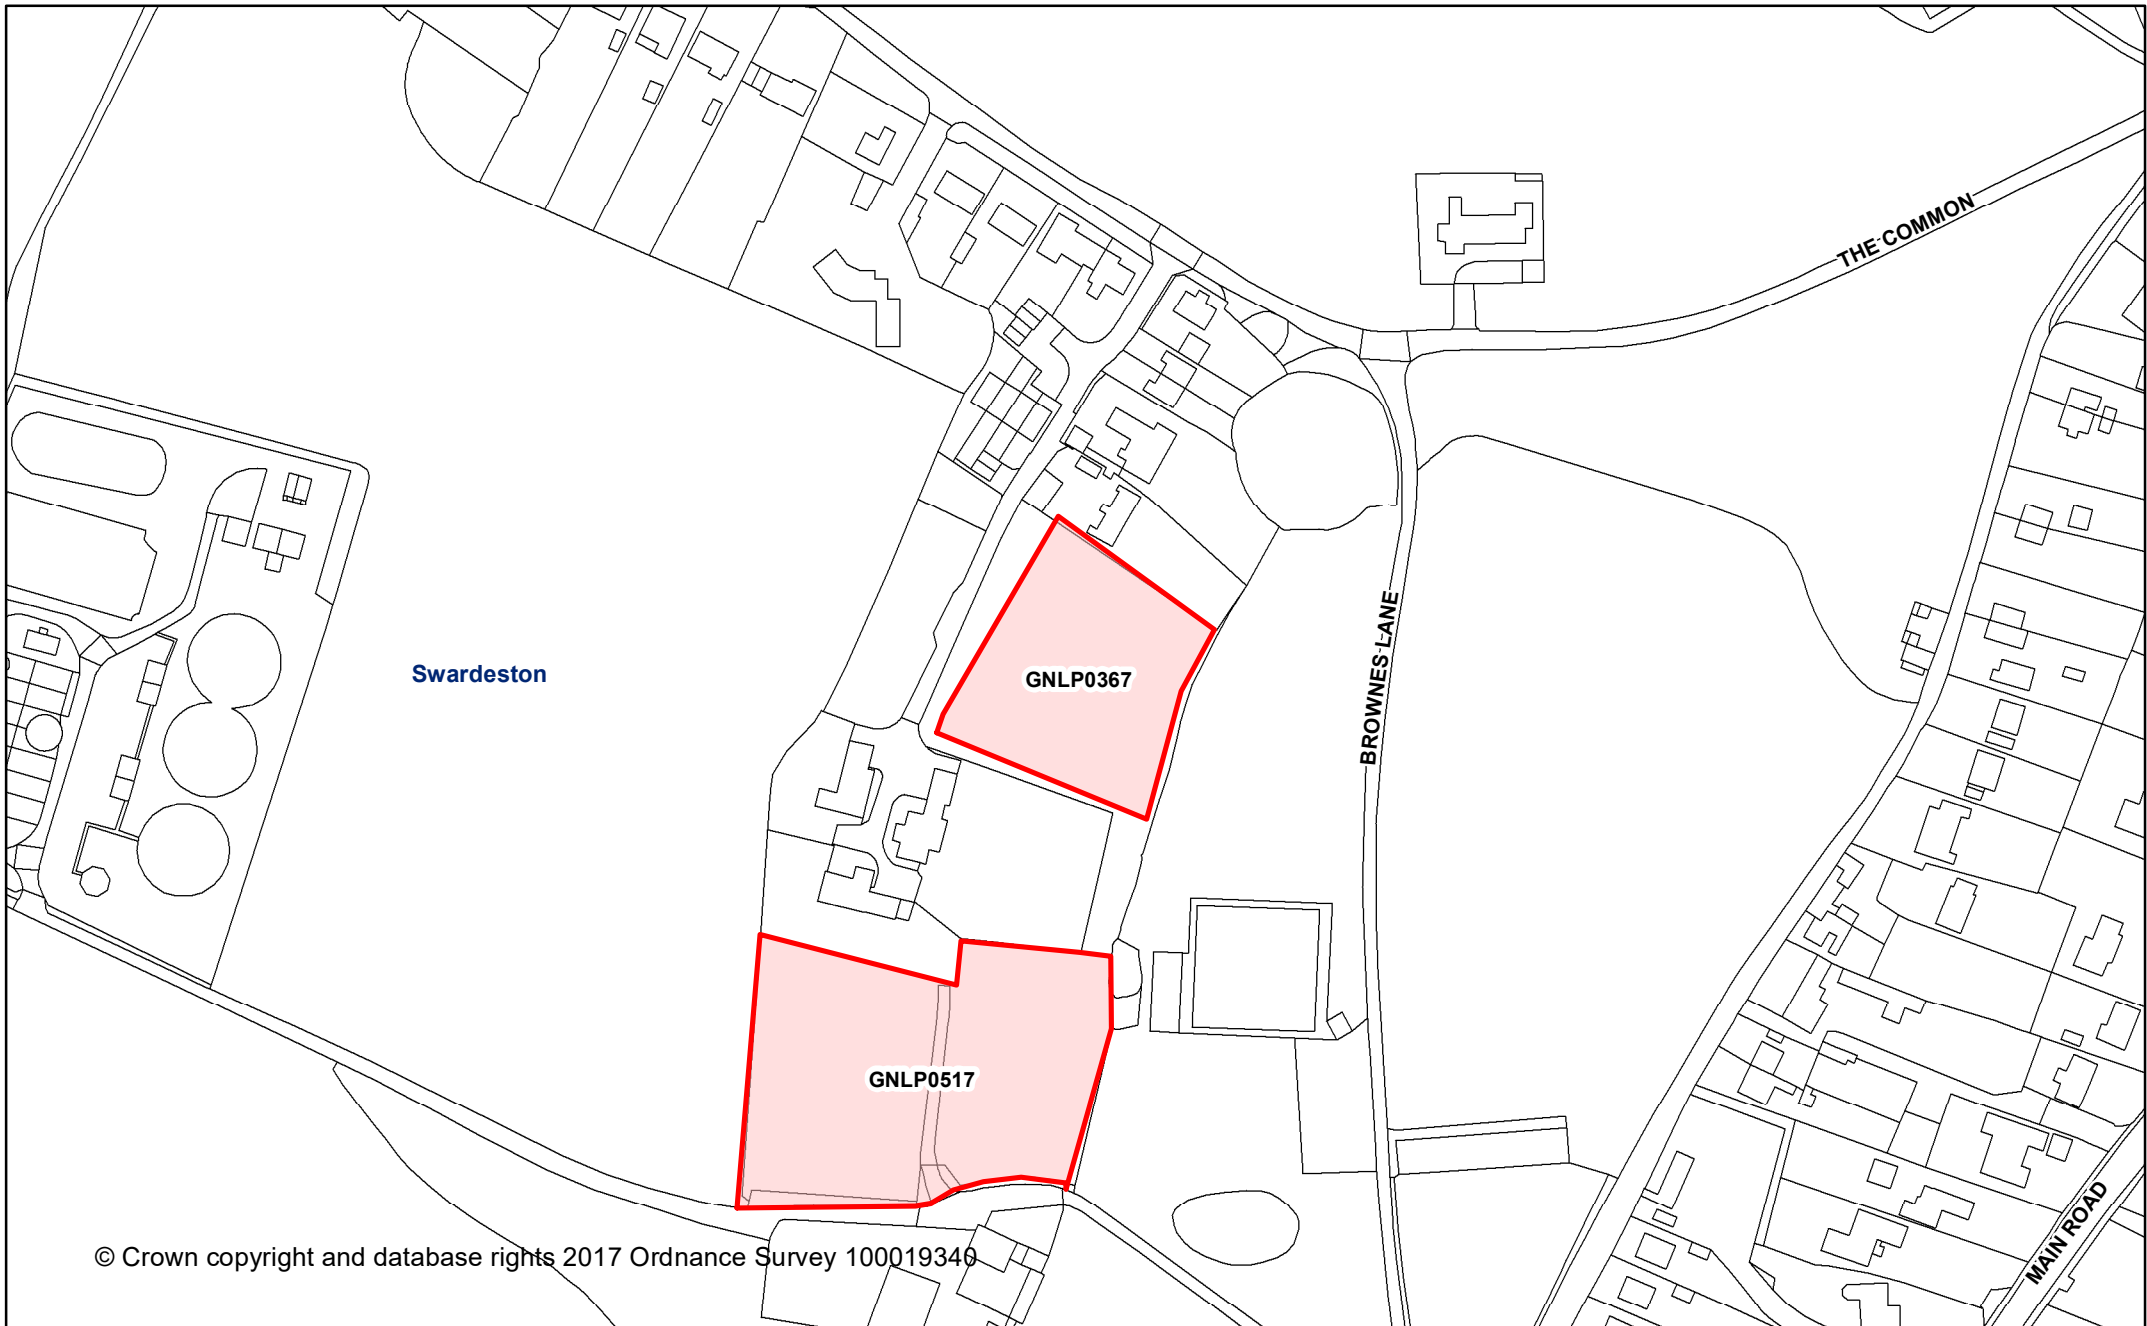 THE COMMON
Swardeston
GNLP0367
BROWNES LANE
GNLP0517
MAIN ROAD
© Crown copyright and database rights 2017 Ordnance Survey 100019340